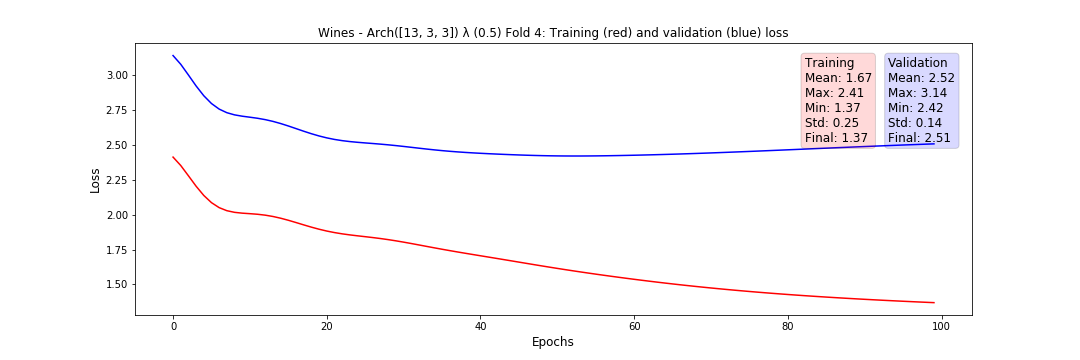 Wines - Arch([13, 3, 3]) λ (0.5) Fold 4: Training (red) and validation (blue) loss
Training
Mean: 1.67
Max: 2.41
Min: 1.37
Std: 0.25
Final: 1.37
Validation
Mean: 2.52
Max: 3.14
Min: 2.42
Std: 0.14
Final: 2.51
Loss
3.00
2.75
2.50
2.25
2.00
1.75
1.50
0 20 40 60 80 100
Epochs